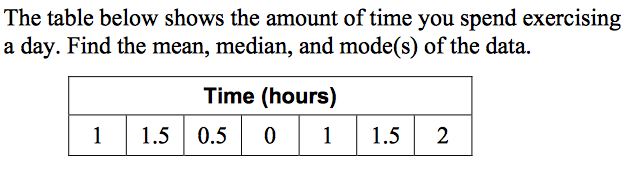 The table below shows the amount of time you spend exercising
a day. Find the mean, median, and mode(s) of the data.
Time (hours)
1 1.5 0.5 0 1 1.5 2